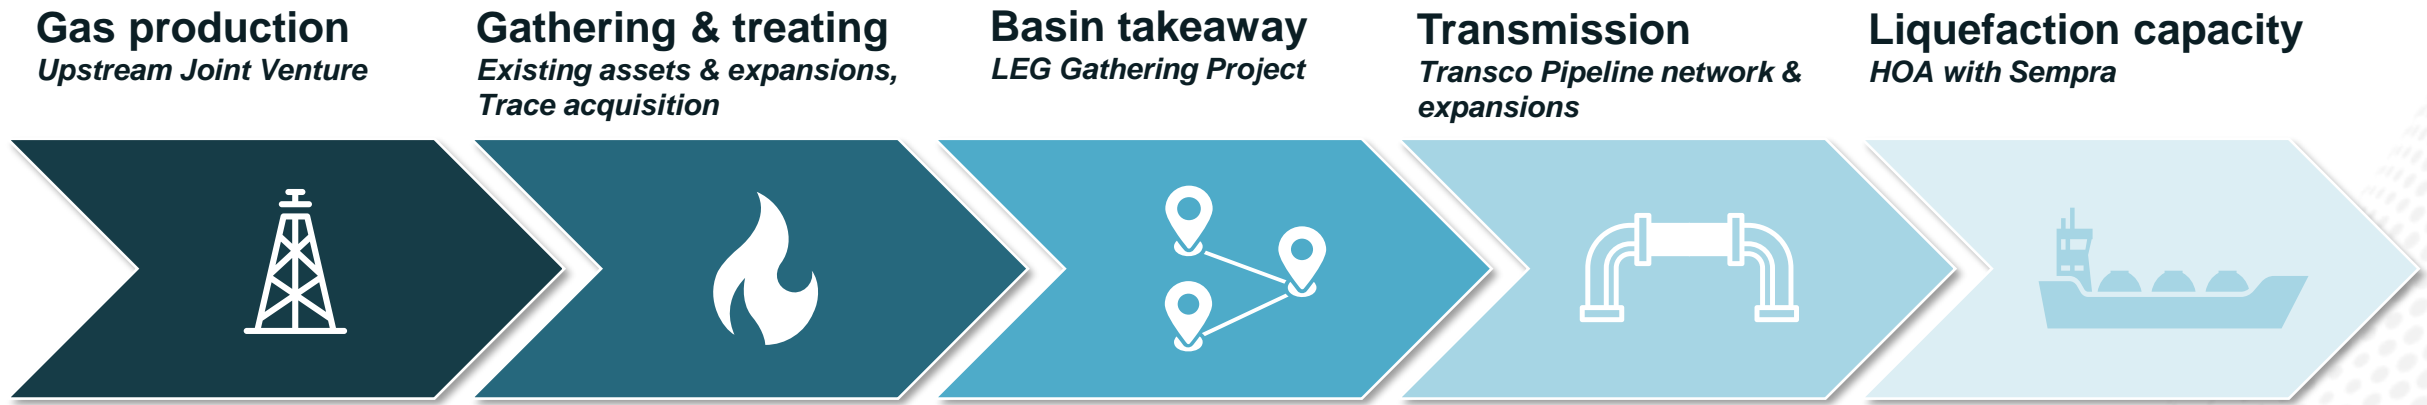 Gas production
Upstream Joint Venture
Gathering & treating
Existing assets & expansions,
Trace acquisition
Basin takeaway
LEG Gathering Project
Transmission
Transco Pipeline network &
expansions
Liquefaction capacity
HOA with Sempra